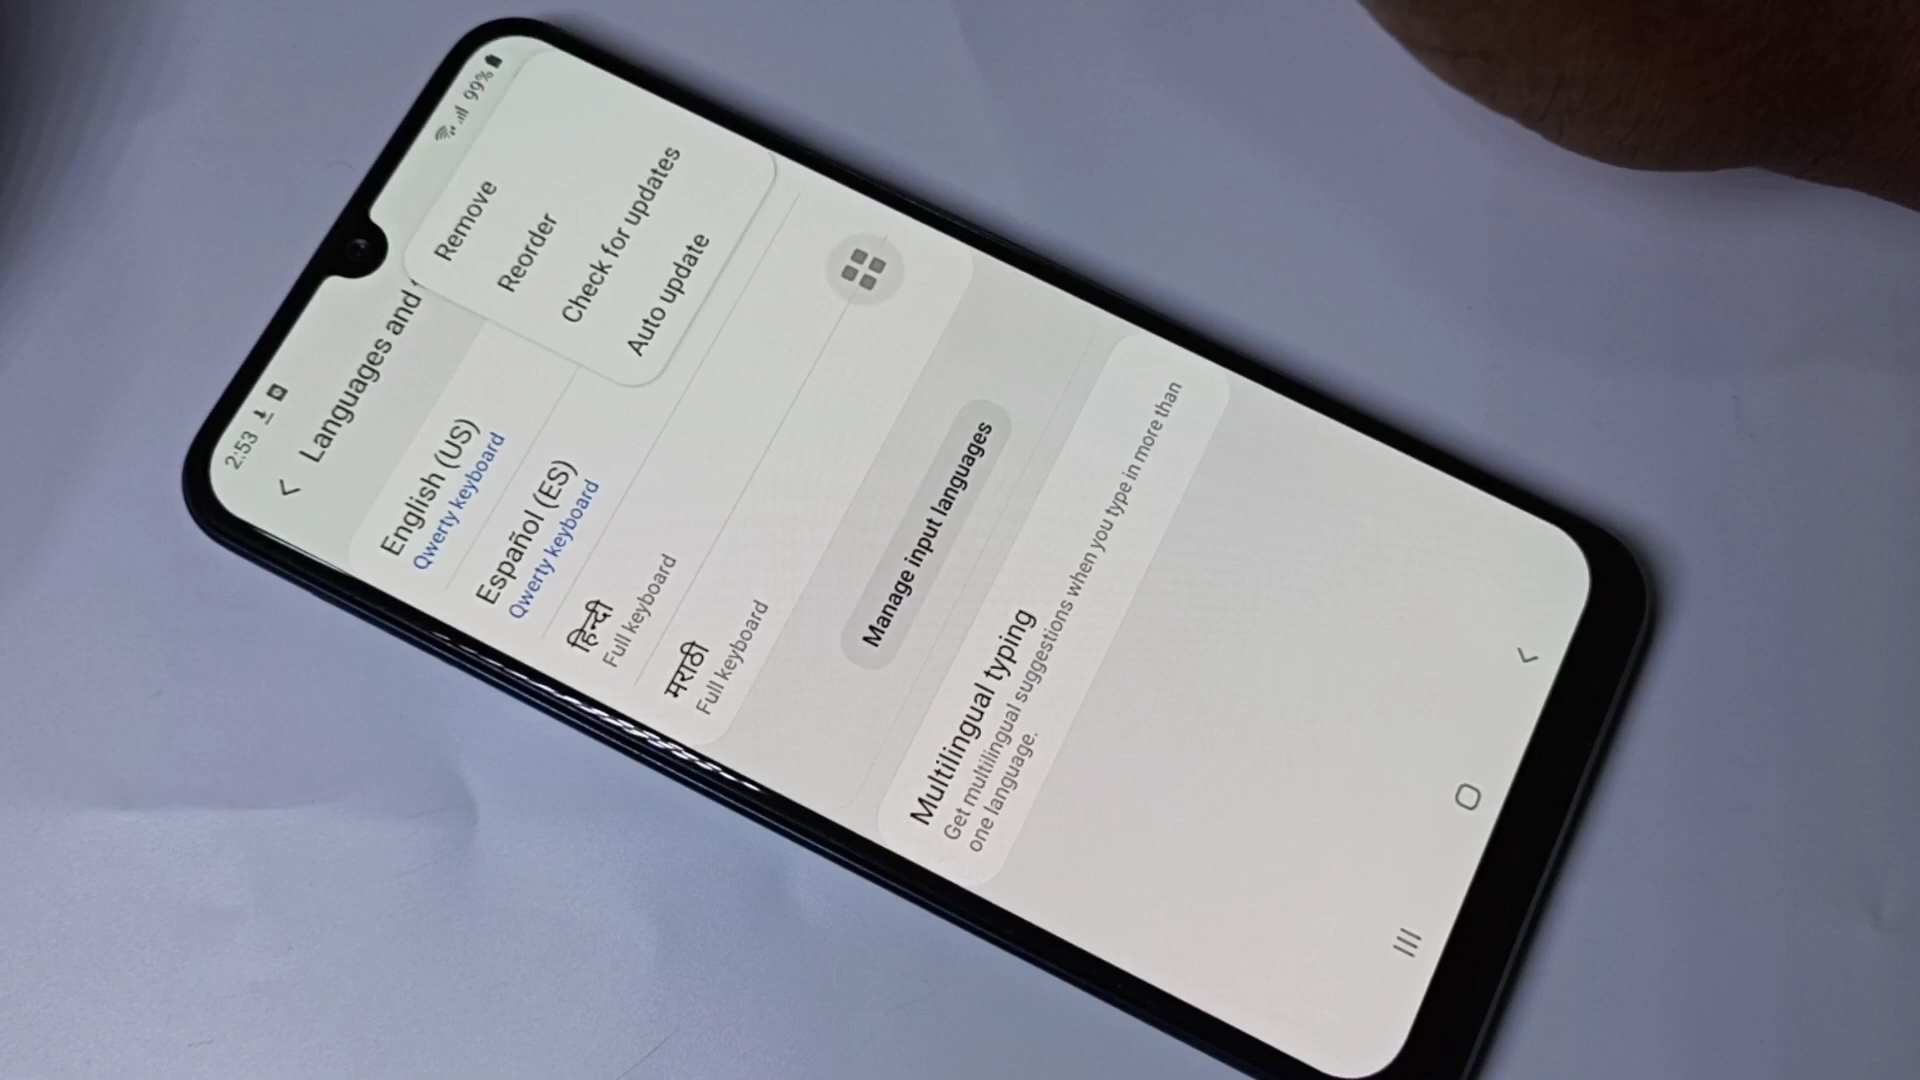 2:53
99%
Languages and
Remove
Reorder
Check for updates
Auto update
English (US)
Qwerty keyboard
Español (ES)
Qwerty keyboard
हिन्दी
Full keyboard
मराठी
Full keyboard
Manage input languages
Multilingual typing
Get multilingual suggestions when you type in more than
one language.